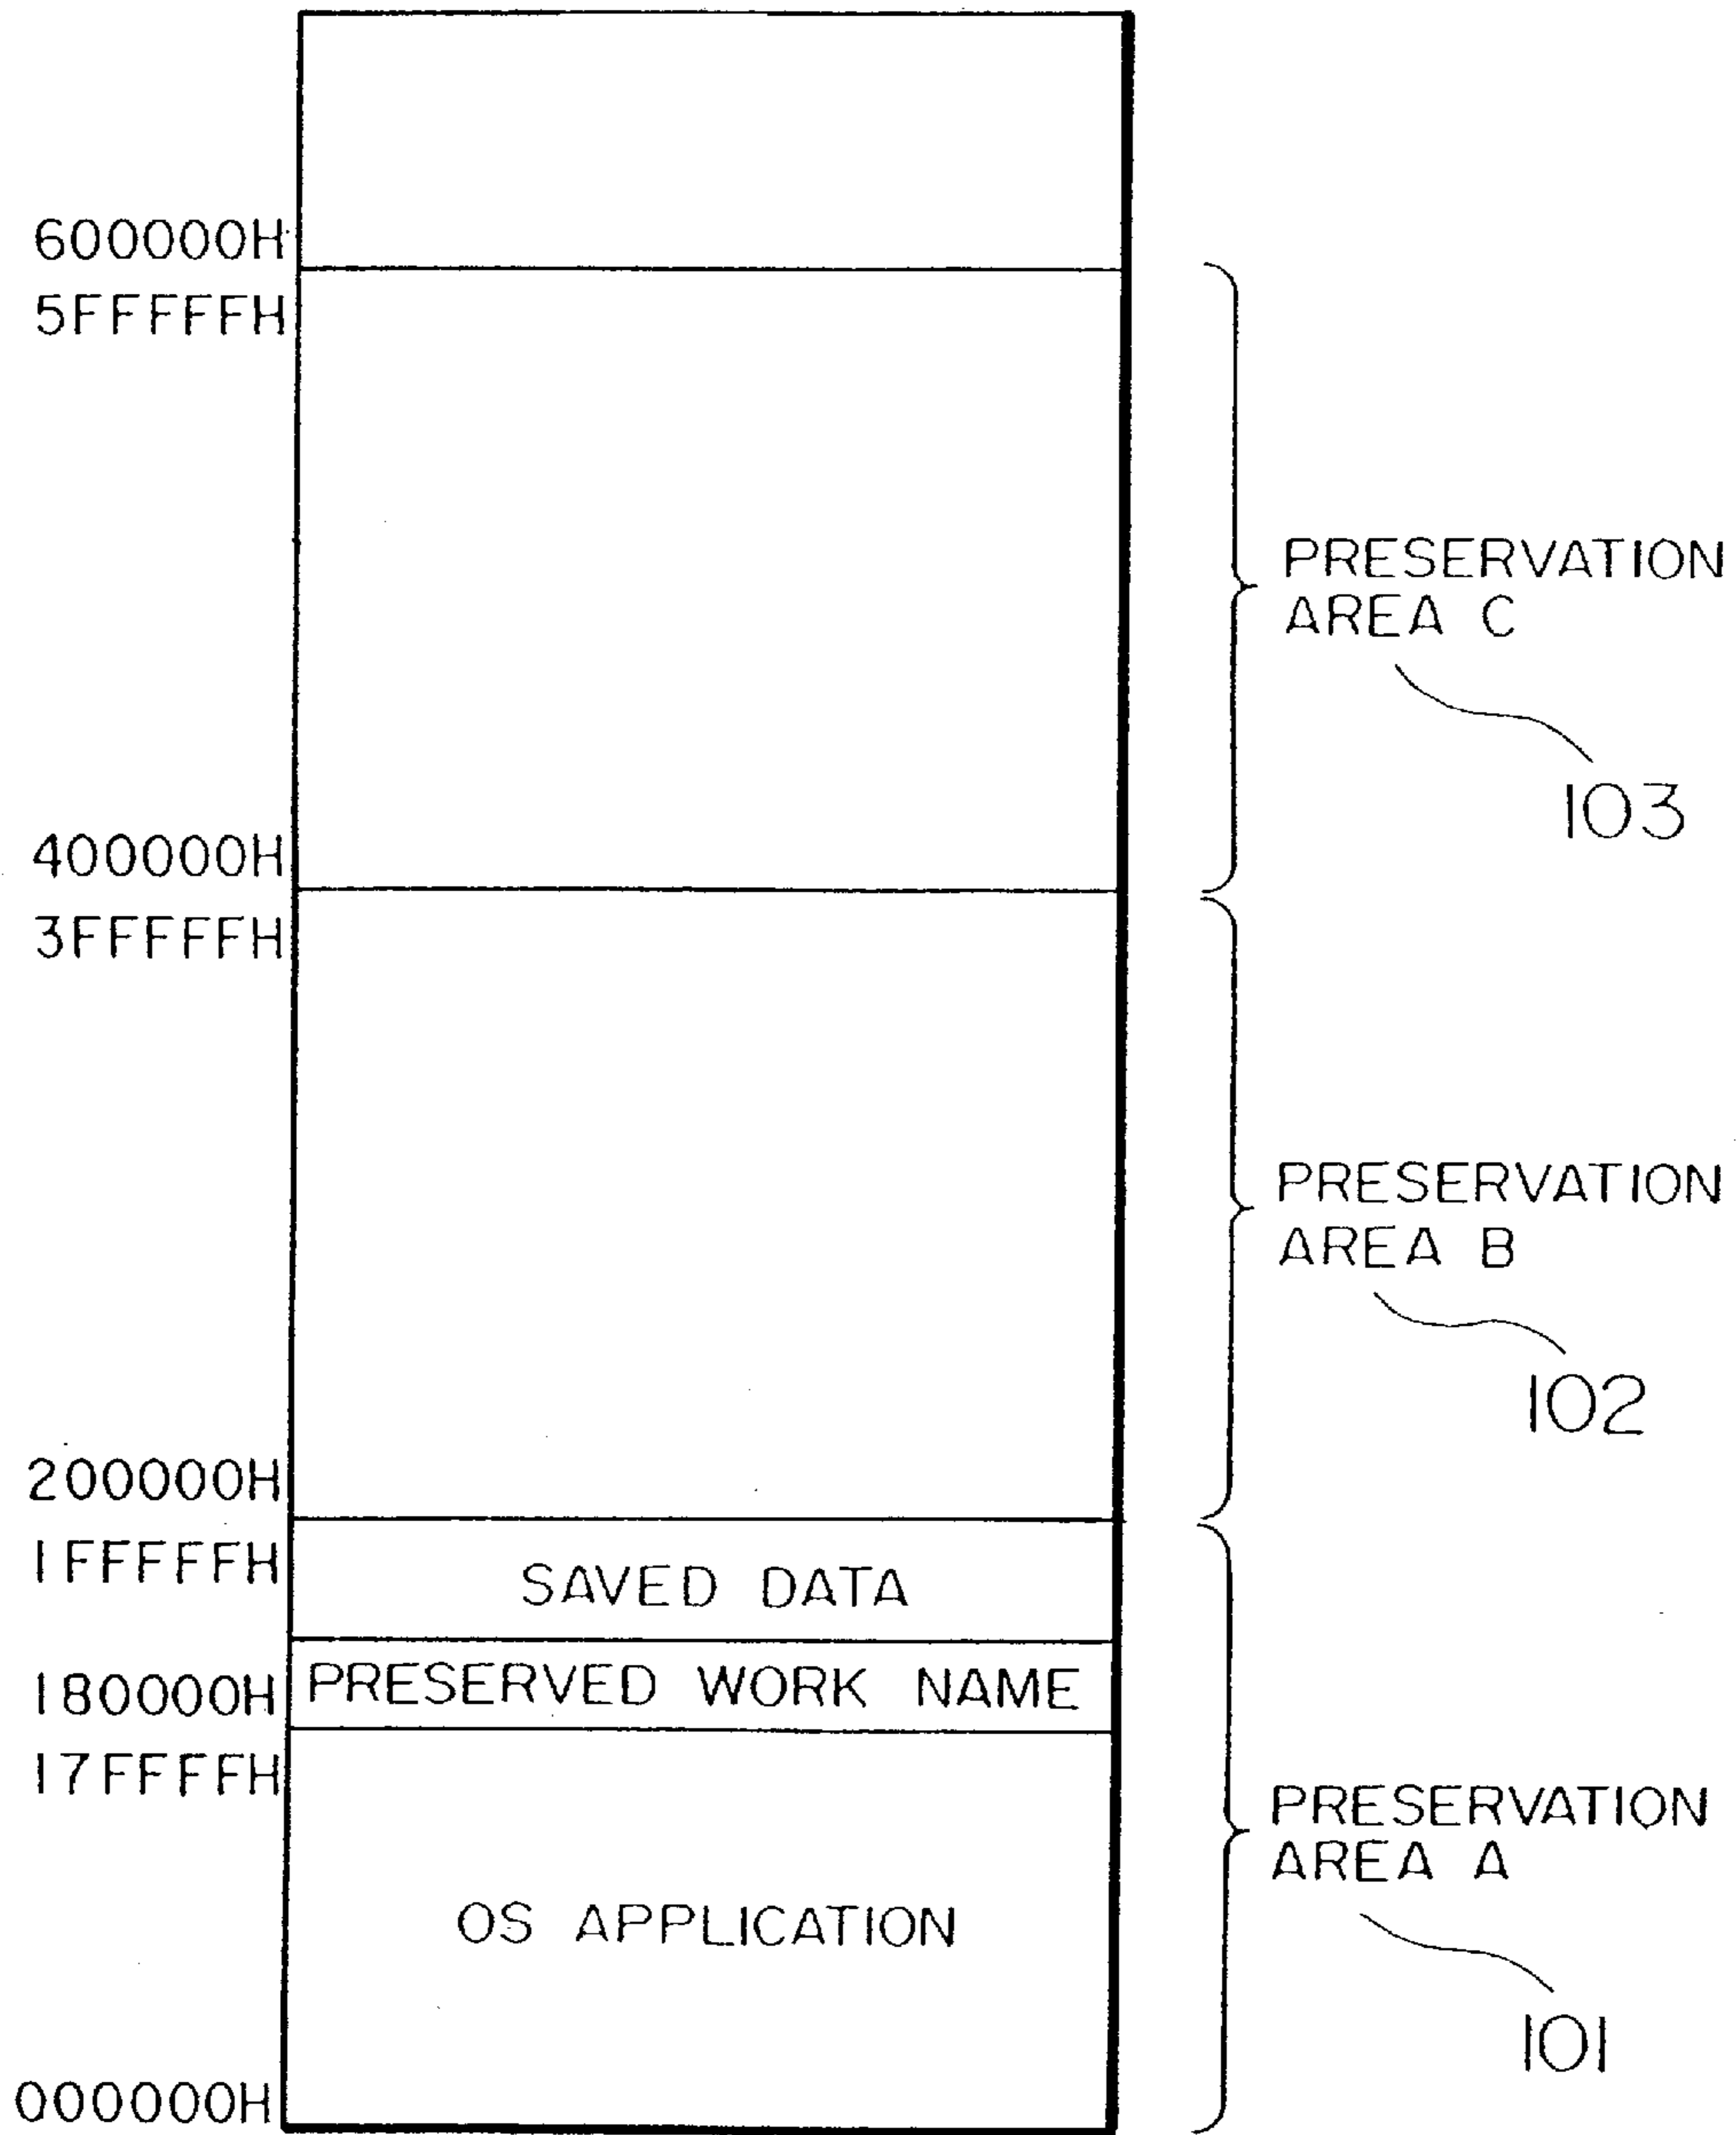 600000H
5FFFFFH
PRESERVATION
AREA C
103
400000H
3FFFFFH
PRESERVATION
AREA B
102
200000H
1FFFFFH
SAVED DATA
180000H
PRESERVED WORK NAME
17FFFFH
PRESERVATION
AREA A
OS APPLICATION
101
000000H